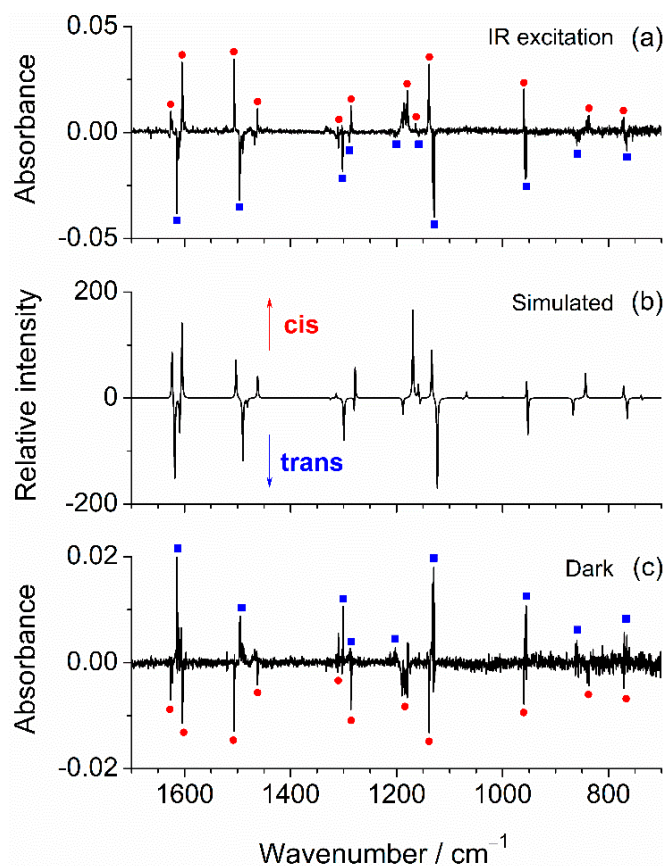 IR excitation (a)
0.05
0.00
-0.05
Absorbance
Simulated (b)
200
0
-200
Relative intensity
cis
trans
Dark (c)
0.02
0.00
-0.02
Absorbance
1600 1400 1200 1000 800
Wavenumber / cm⁻¹